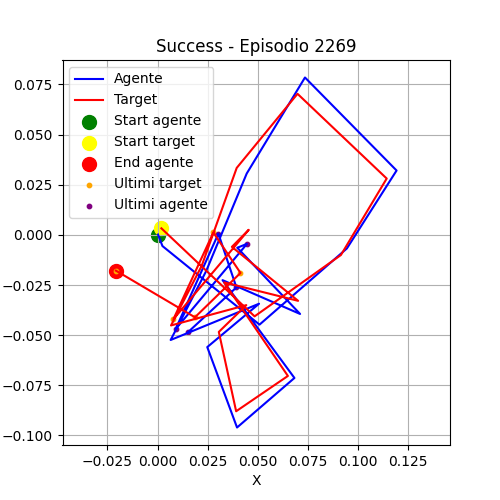 Success - Episodio 2269
Agente
Target
Start agente
Start target
End agente
Ultimi target
Ultimi agente
0.075
0.050
0.025
0.000
−0.025
−0.050
−0.075
−0.100
−0.025 0.000 0.025 0.050 0.075 0.100 0.125
X